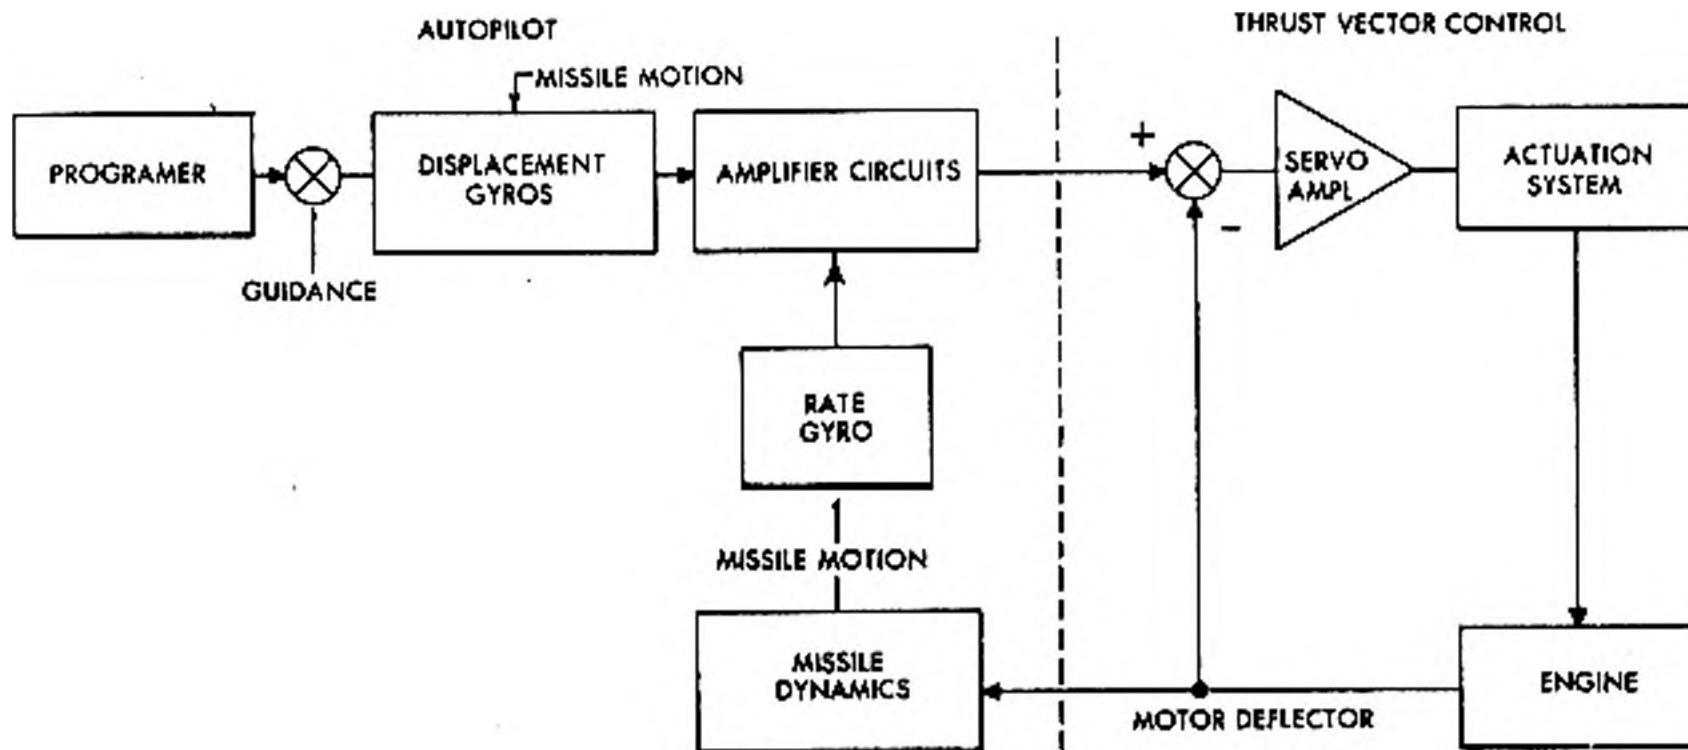 AUTOPILOT
THRUST VECTOR CONTROL
MISSILE MOTION
PROGRAMER
DISPLACEMENT
GYROS
AMPLIFIER CIRCUITS
+
SERVO
AMPL
ACTUATION
SYSTEM
-
GUIDANCE
RATE
GYRO
MISSILE MOTION
MISSILE
DYNAMICS
ENGINE
MOTOR DEFLECTOR